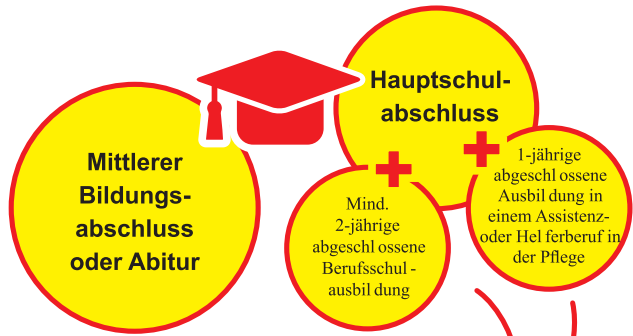 Mittlerer
Bildungs-
abschluss
oder Abitur
Hauptschul-
abschluss
Mind.
2-jährige
abgeschl ossene
Berufsschul -
ausbil dung
1-jährige
abgeschl ossene
Ausbil dung in
einem Assistenz-
oder Hel ferberuf in
der Pflege